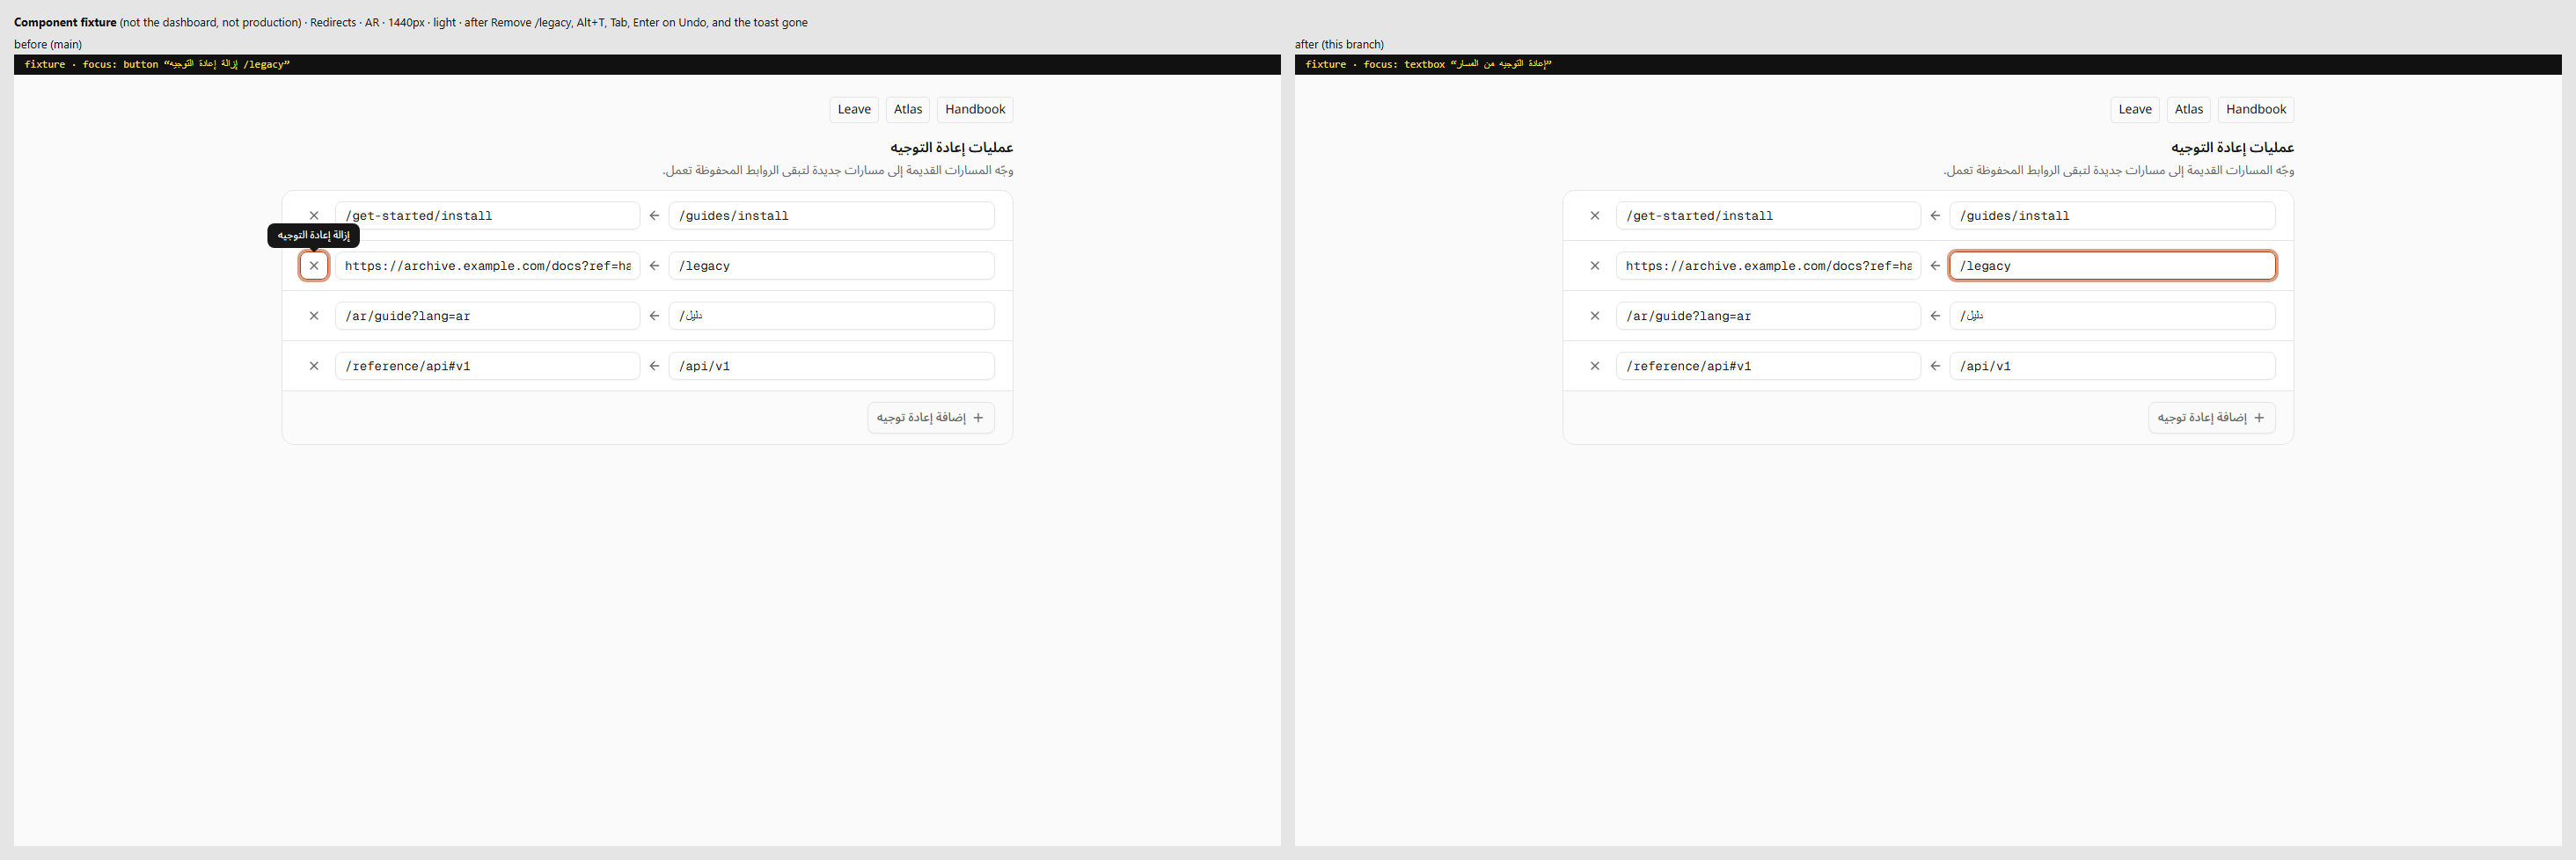 Component fixture (not the dashboard, not production) · Redirects · AR · 1440px · light · after Remove /legacy, Alt+T, Tab, Enter on Undo, and the toast gone
before (main)
fixture · focus: button “إزالة إعادة التوجيه /legacy”
Leave Atlas Handbook
عمليات إعادة التوجيه
وجّه المسارات القديمة إلى مسارات جديدة لتبقى الروابط المحفوظة تعمل.
/get-started/install ← /guides/install
إزالة إعادة التوجيه
https://archive.example.com/docs?ref=ha ← /legacy
/ar/guide?lang=ar ← /دليل
/reference/api#v1 ← /api/v1
إضافة إعادة توجيه
after (this branch)
fixture · focus: textbox “إعادة التوجيه من المسار”
Leave Atlas Handbook
عمليات إعادة التوجيه
وجّه المسارات القديمة إلى مسارات جديدة لتبقى الروابط المحفوظة تعمل.
/get-started/install ← /guides/install
https://archive.example.com/docs?ref=ha ← /legacy
/ar/guide?lang=ar ← /دليل
/reference/api#v1 ← /api/v1
إضافة إعادة توجيه